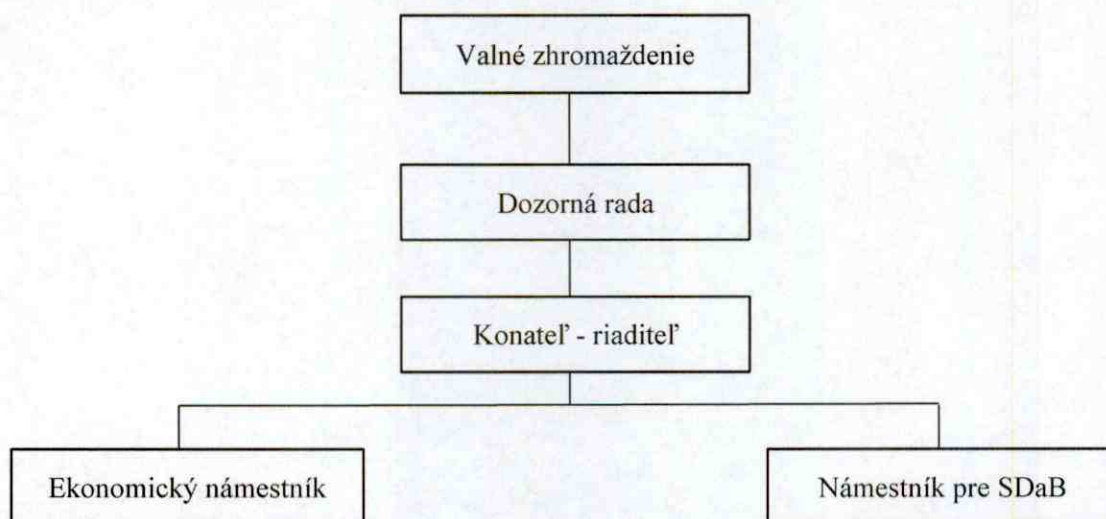 Valné zhromaždenie
Dozorná rada
Konateľ - riaditeľ
Ekonomický námestník
Námestník pre SDaB